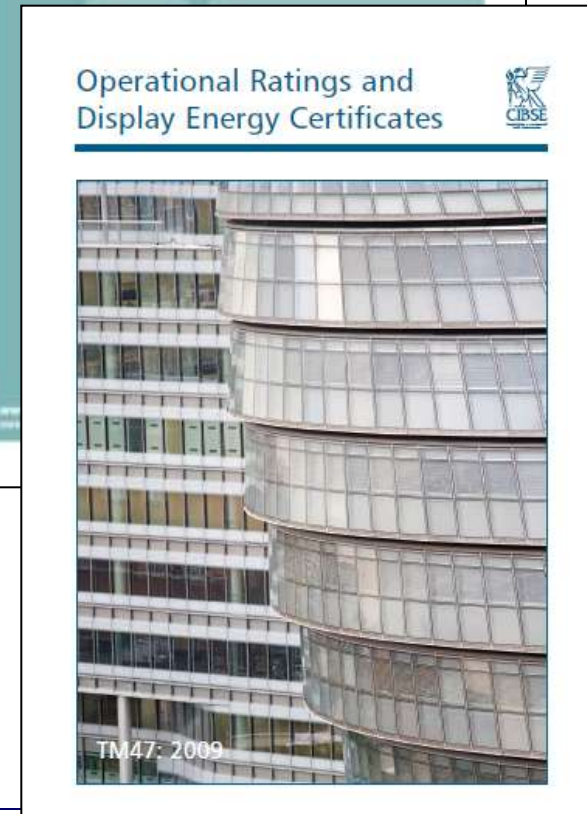 Operational Ratings and
Display Energy Certificates
CIBSE
TM47: 2009